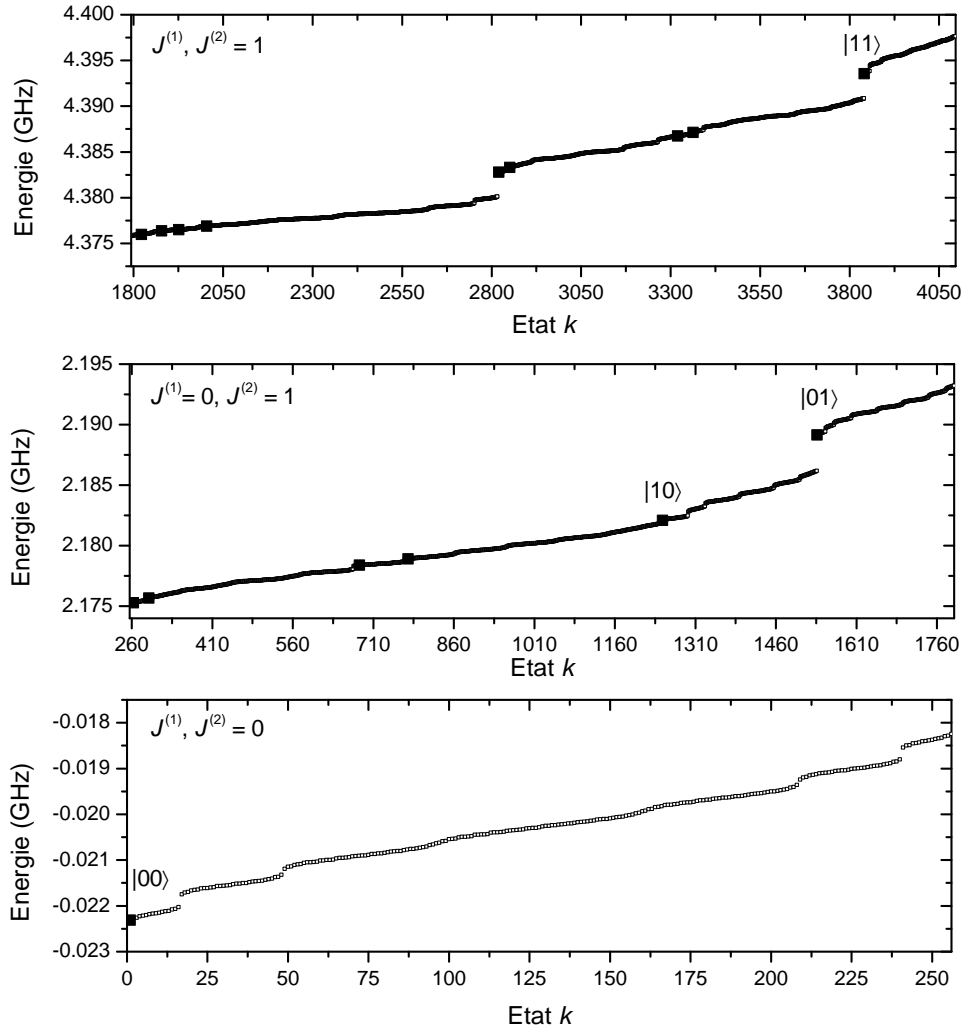 4.400
4.395
4.390
4.385
4.380
4.375
Energie (GHz)
J⁽¹⁾, J⁽²⁾ = 1
|11⟩
1800 2050 2300 2550 2800 3050 3300 3550 3800 4050
Etat k
2.195
2.190
2.185
2.180
2.175
Energie (GHz)
J⁽¹⁾= 0, J⁽²⁾ = 1
|10⟩
|01⟩
260 410 560 710 860 1010 1160 1310 1460 1610 1760
Etat k
-0.018
-0.019
-0.020
-0.021
-0.022
-0.023
Energie (GHz)
J⁽¹⁾, J⁽²⁾ = 0
|00⟩
0 25 50 75 100 125 150 175 200 225 250
Etat k